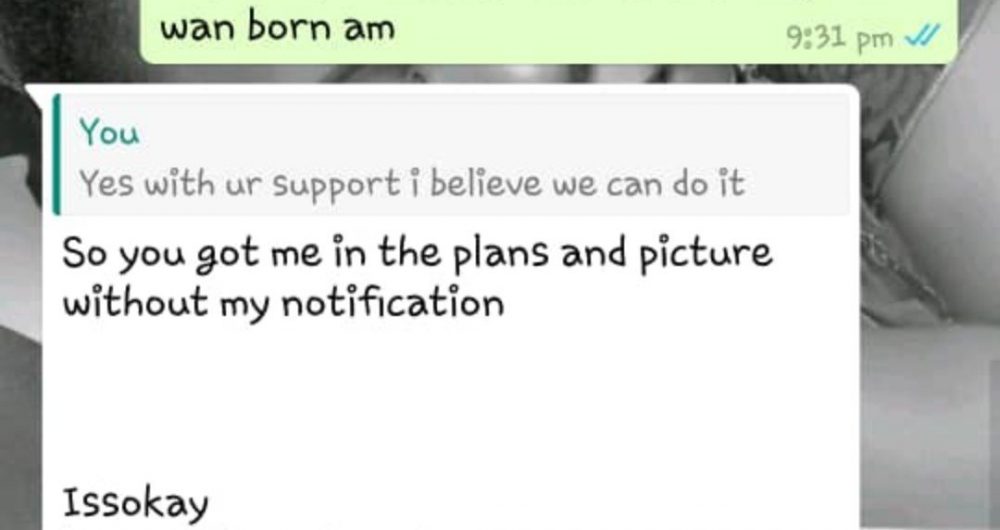 wan born am
9:31 pm
You
Yes with ur support i believe we can do it
So you got me in the plans and picture
without my notification
Issokay